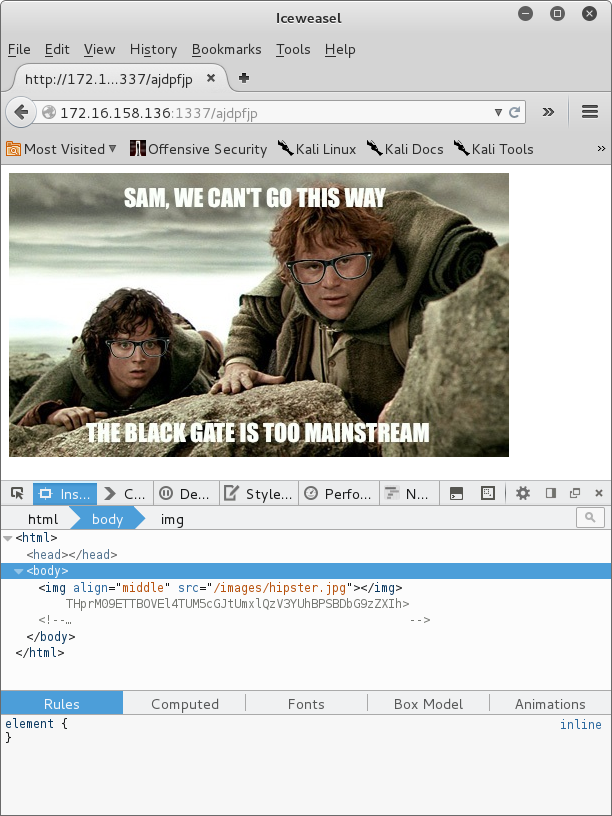 Iceweasel
File Edit View History Bookmarks Tools Help
http://172.1...337/ajdpfjp
172.16.158.136:1337/ajdpfjp
Most Visited Offensive Security Kali Linux Kali Docs Kali Tools
SAM, WE CAN'T GO THIS WAY
THE BLACK GATE IS TOO MAINSTREAM
Ins... C... De... Style... Perfo... N...
html body img
<html>
<head></head>
<body>
<img align="middle" src="/images/hipster.jpg"></img>
THprM09ETTBOVEl4TUM5cGJtUmxlQzV3YUhBPSBDbG9zZXIh>
<!--… -->
</body>
</html>
Rules Computed Fonts Box Model Animations
element { inline
}